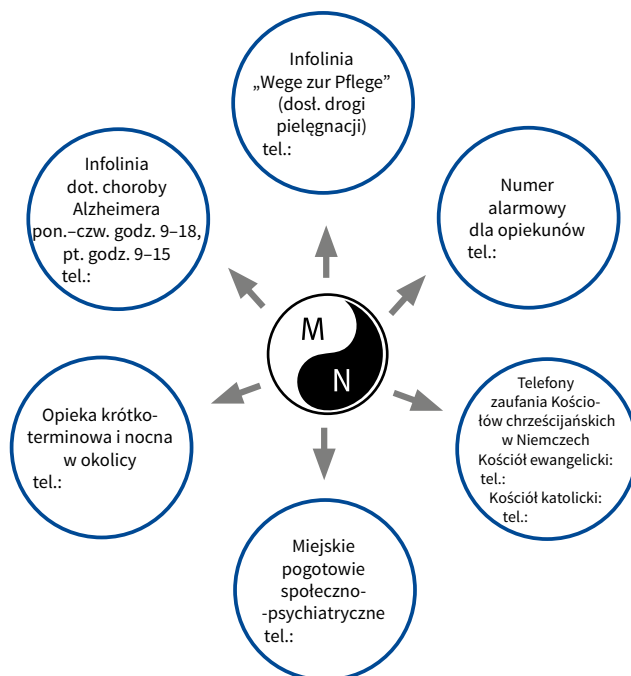 Infolinia
„Wege zur Pflege”
(dosł. drogi
pielęgnacji)
tel.:
Infolinia
dot. choroby
Alzheimera
pon.–czw. godz. 9–18,
pt. godz. 9–15
tel.:
Numer
alarmowy
dla opiekunów
tel.:
M
N
Opieka krótko-
terminowa i nocna
w okolicy
tel.:
Telefony
zaufania Kościo-
łów chrześcijańskich
w Niemczech
Kościół ewangelicki:
tel.:
Kościół katolicki:
tel.:
Miejskie
pogotowie
społeczno-
-psychiatryczne
tel.: